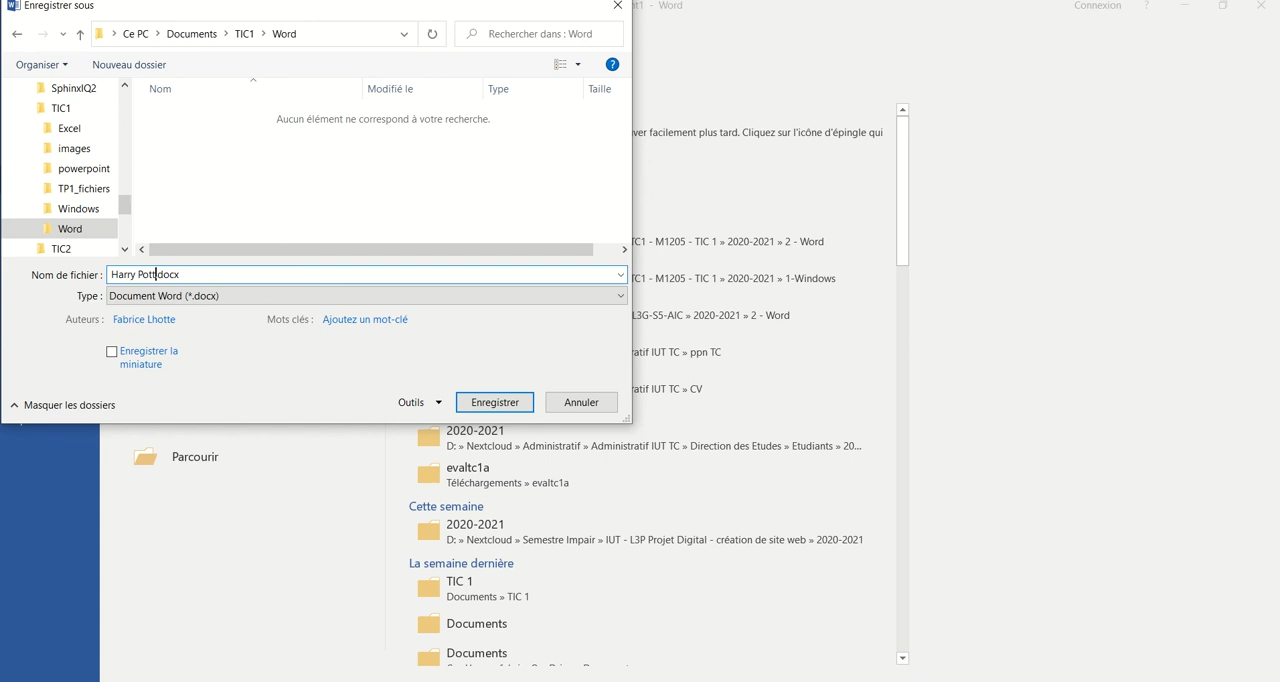 Enregistrer sous
nt1 - Word
Connexion ?
Ce PC > Documents > TIC1 > Word
Rechercher dans : Word
Organiser
Nouveau dossier
SphinxIQ2
TIC1
Excel
images
powerpoint
TP1_fichiers
Windows
Word
TIC2
Nom
Modifié le
Type
Taille
Aucun élément ne correspond à votre recherche.
ver facilement plus tard. Cliquez sur l'icône d'épingle qui
TC1 - M1205 - TIC 1 » 2020-2021 » 2 - Word
TC1 - M1205 - TIC 1 » 2020-2021 » 1-Windows
L3G-S5-AIC » 2020-2021 » 2 - Word
ratif IUT TC » ppn TC
ratif IUT TC » CV
Nom de fichier : Harry Pott.docx
Type : Document Word (*.docx)
Auteurs : Fabrice Lhotte
Mots clés : Ajoutez un mot-clé
Enregistrer la
miniature
Masquer les dossiers
Outils
Enregistrer
Annuler
Parcourir
2020-2021
D: » Nextcloud » Administratif » Administratif IUT TC » Direction des Etudes » Etudiants » 20...
evaltc1a
Téléchargements » evaltc1a
Cette semaine
2020-2021
D: » Nextcloud » Semestre Impair » IUT - L3P Projet Digital - création de site web » 2020-2021
La semaine dernière
TIC 1
Documents » TIC 1
Documents
Documents